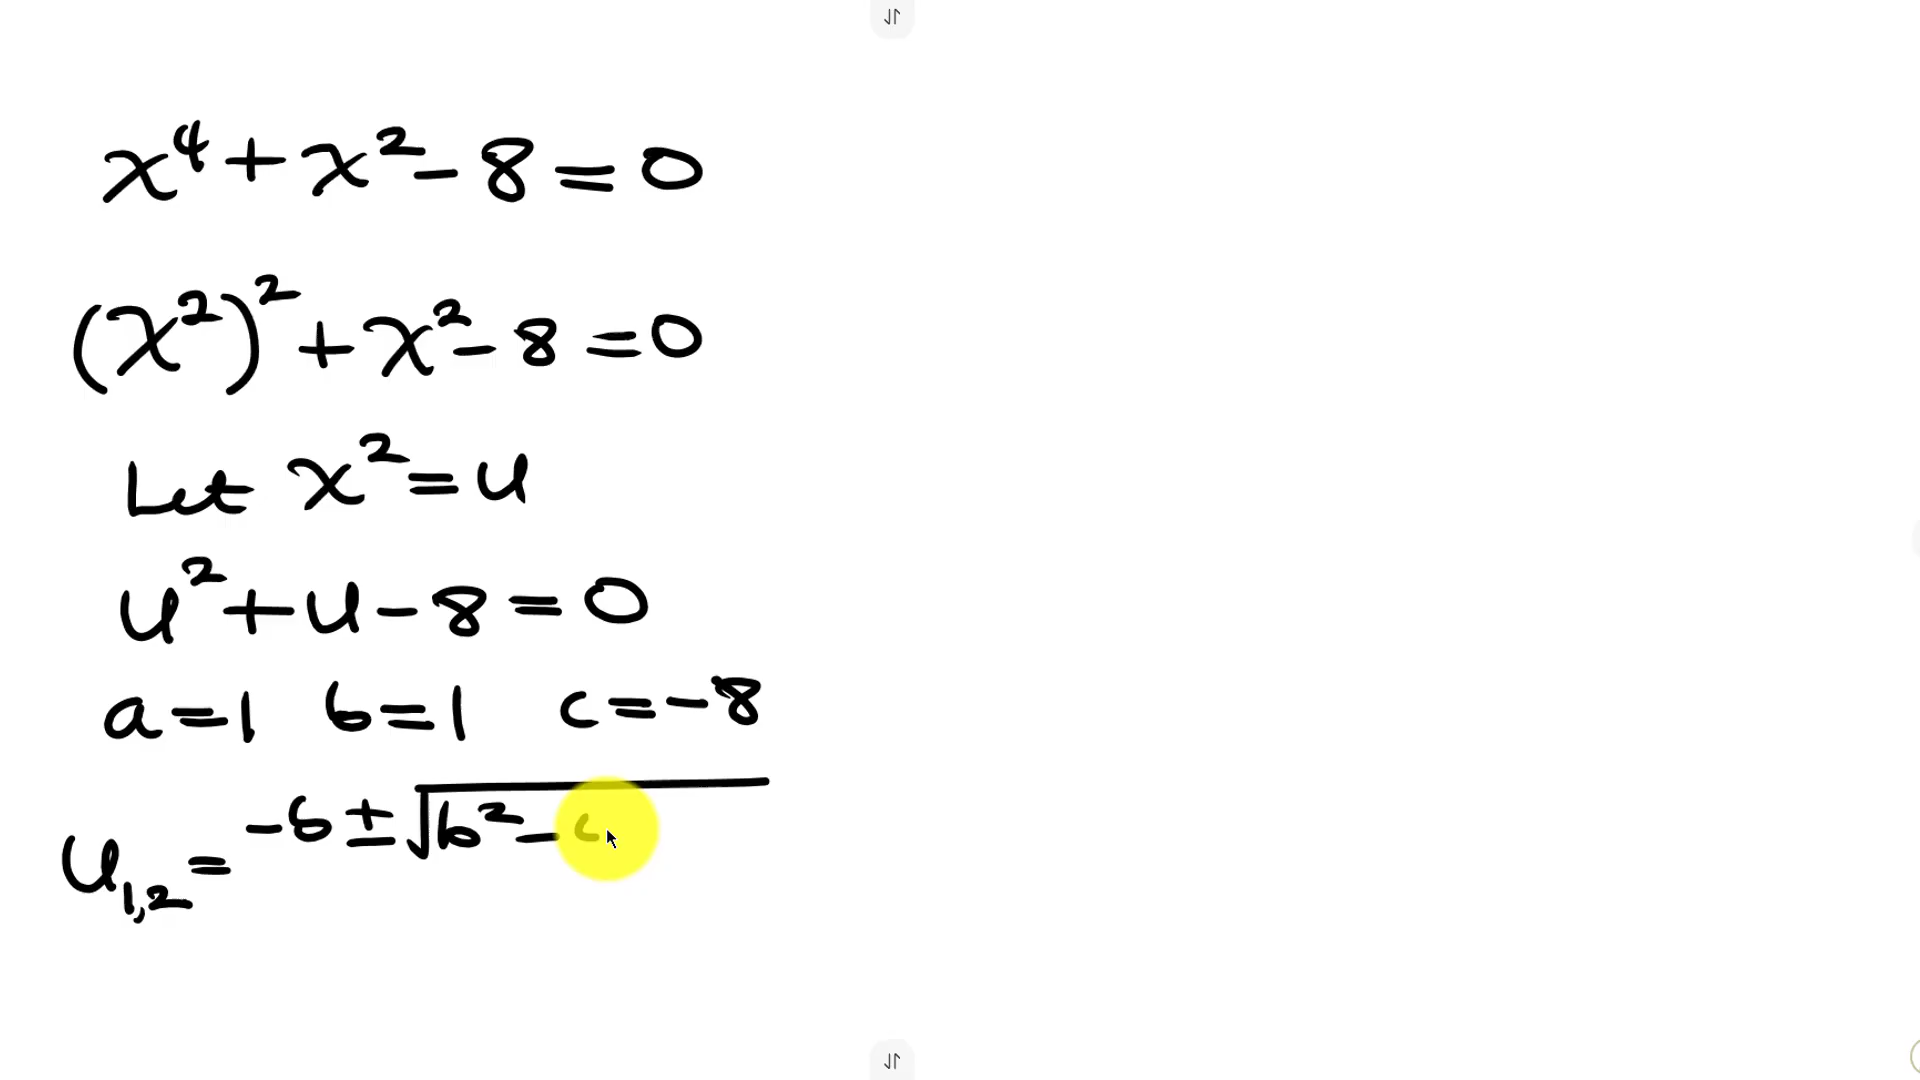 x⁴ + x² - 8 = 0
(x²)² + x² - 8 = 0
Let x² = u
u² + u - 8 = 0
a = 1 b = 1 c = -8
u₁,₂ = -b ± √b² -